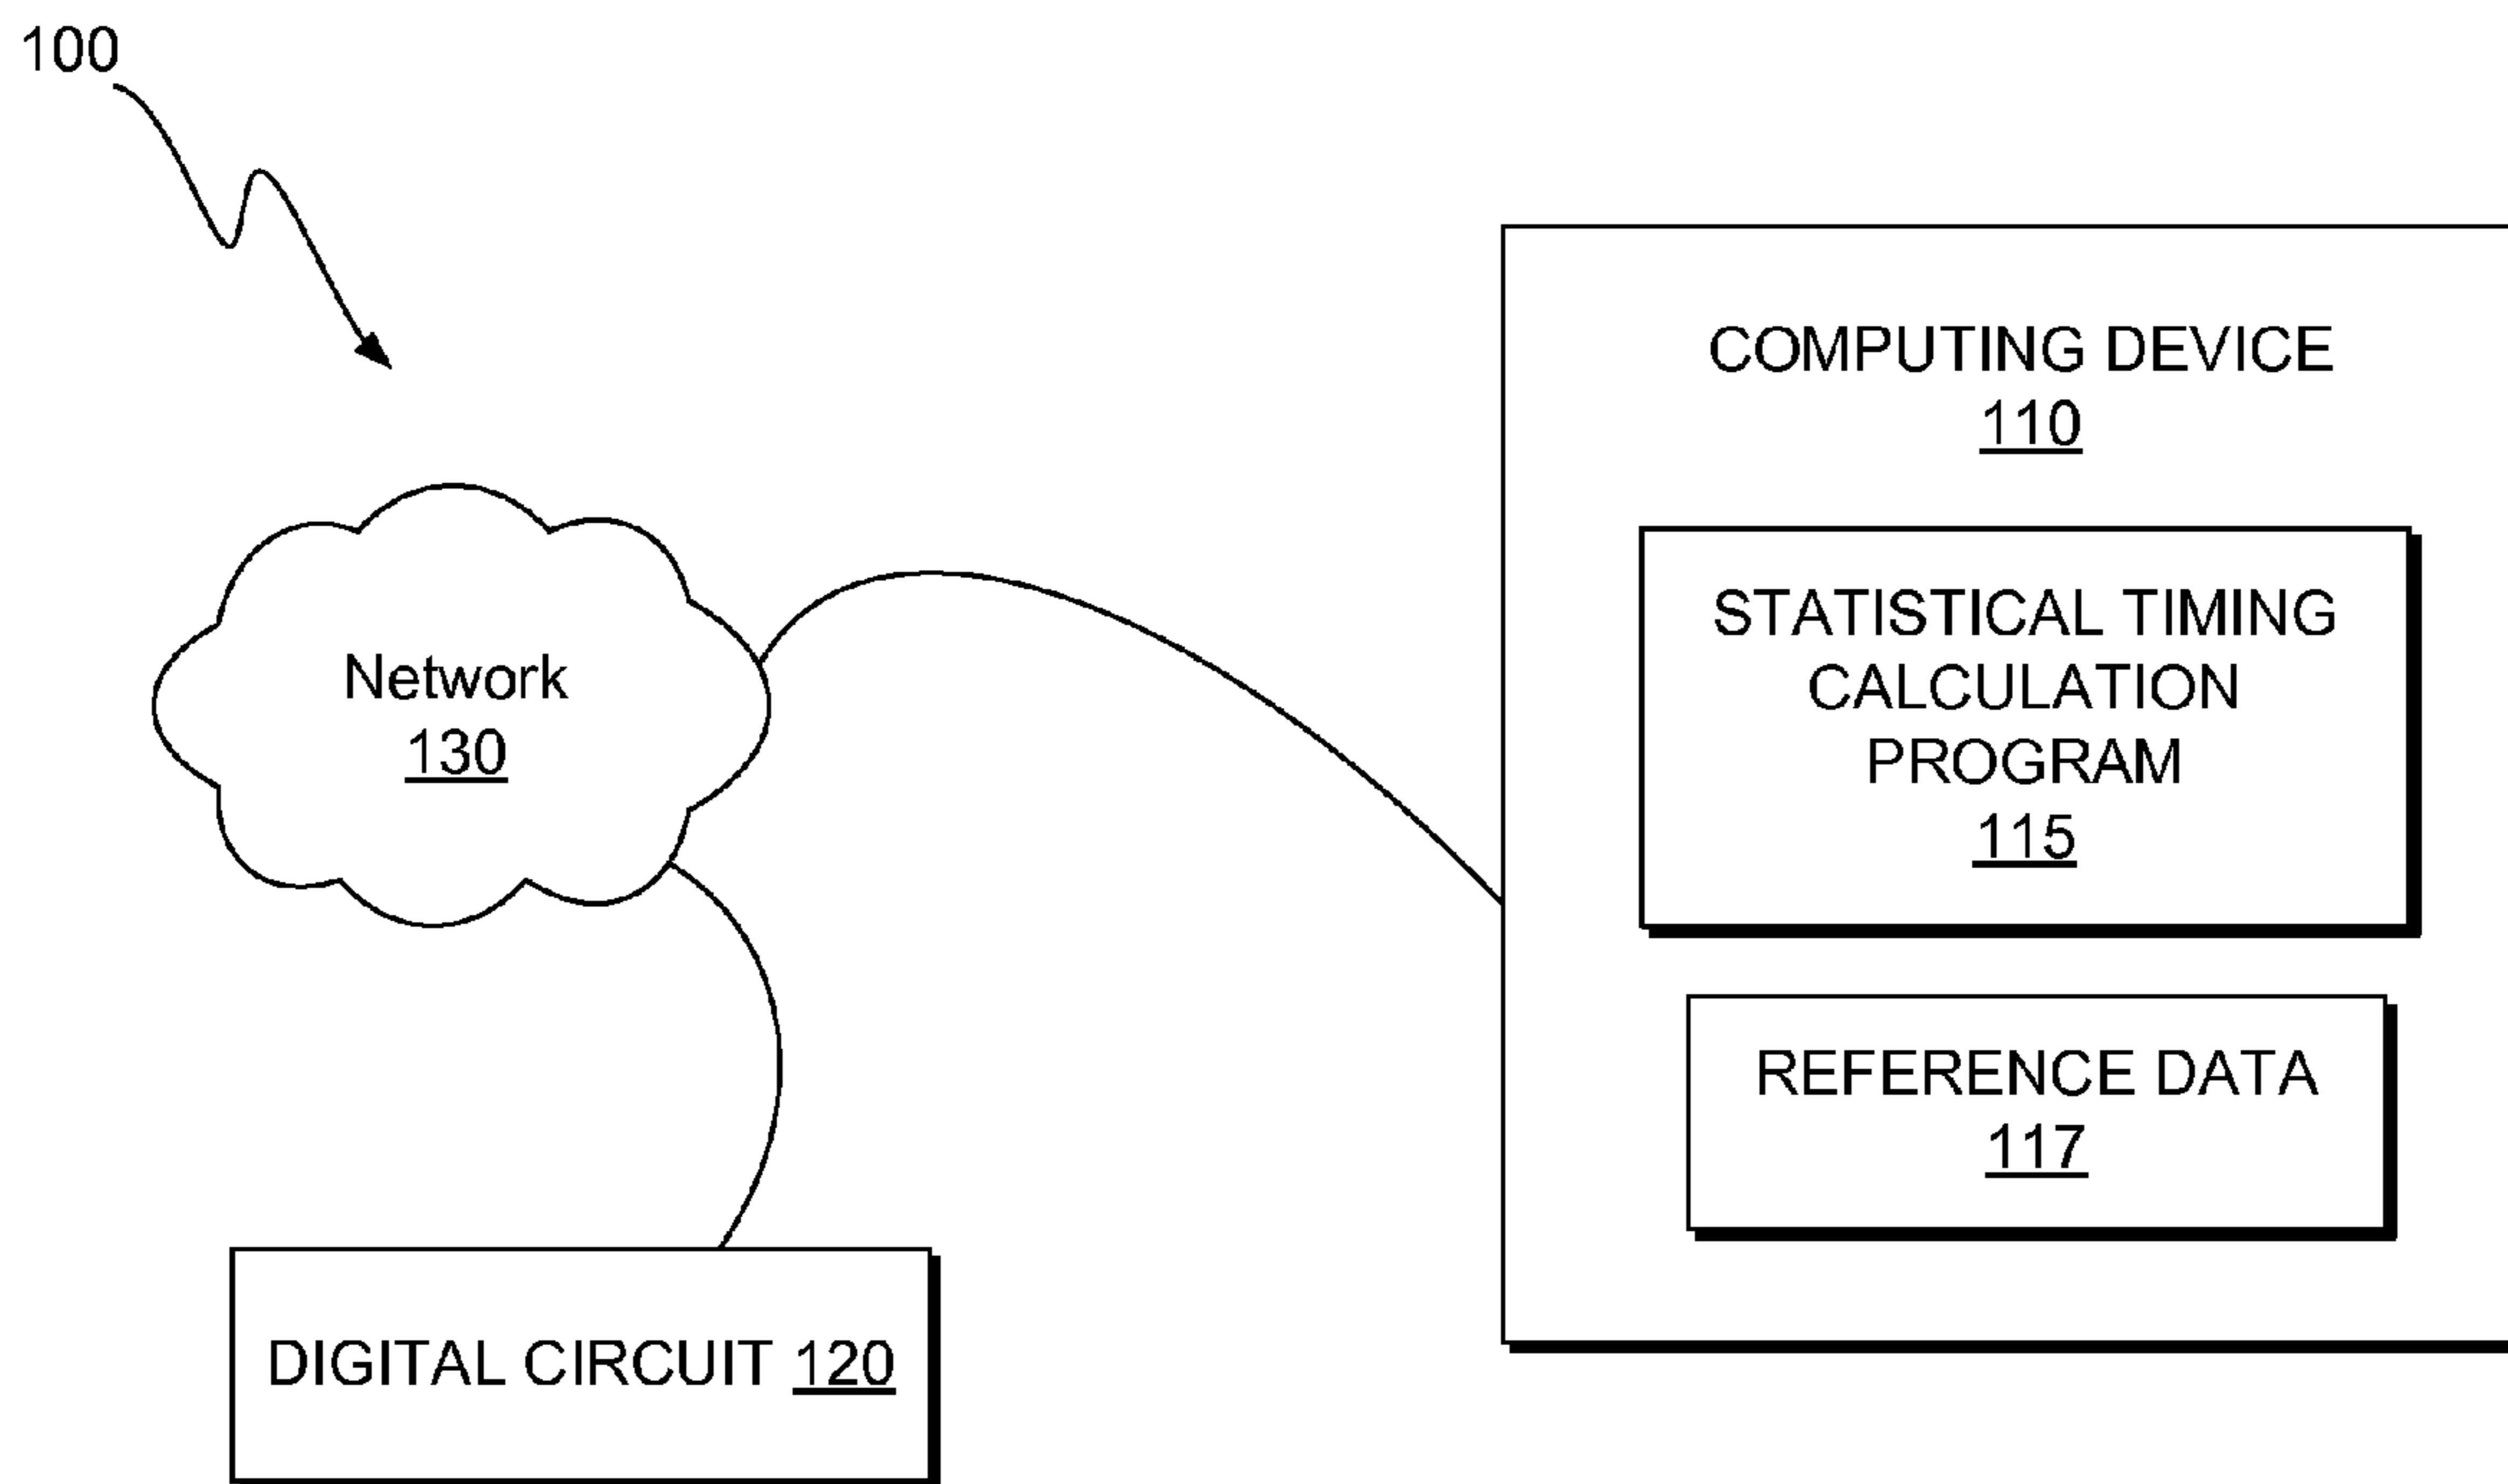 100
COMPUTING DEVICE
110
STATISTICAL TIMING
CALCULATION
PROGRAM
115
REFERENCE DATA
117
Network
130
DIGITAL CIRCUIT 120